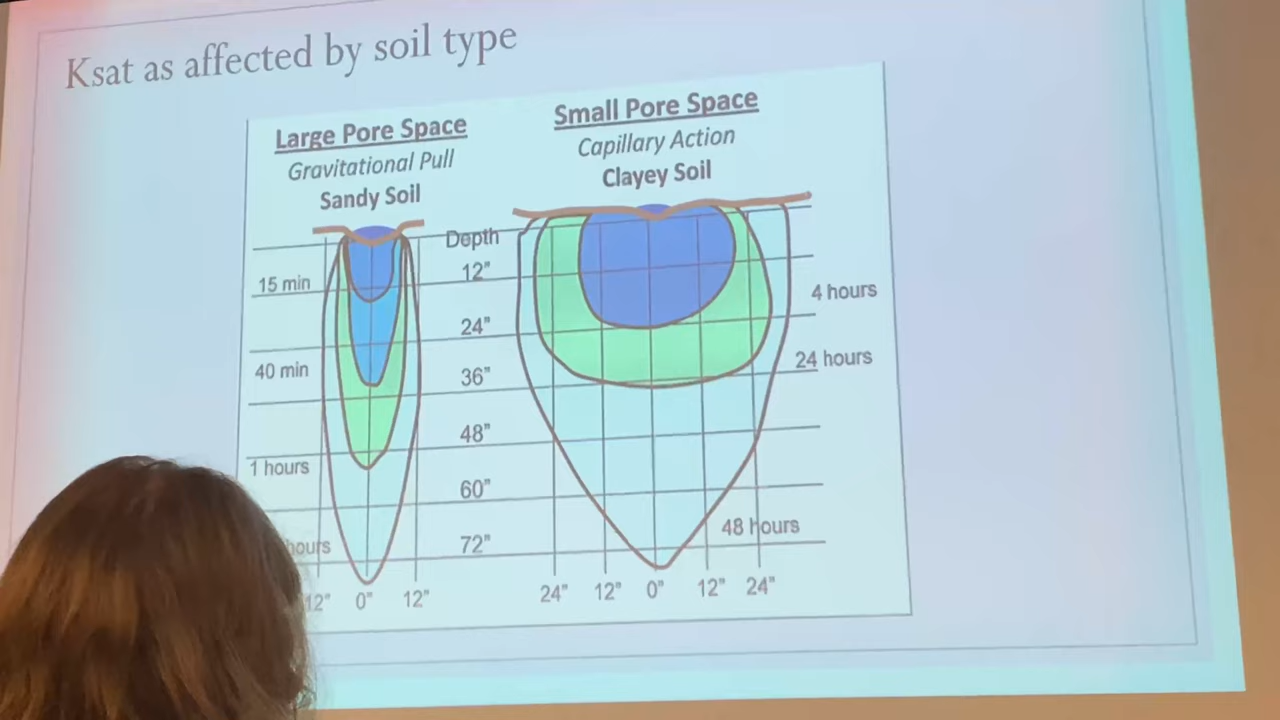 Ksat as affected by soil type
Large Pore Space
Gravitational Pull
Sandy Soil
Small Pore Space
Capillary Action
Clayey Soil
Depth
12"
24"
36"
48"
60"
72"
15 min
40 min
1 hours
hours
12" 0" 12"
4 hours
24 hours
48 hours
24" 12" 0" 12" 24"